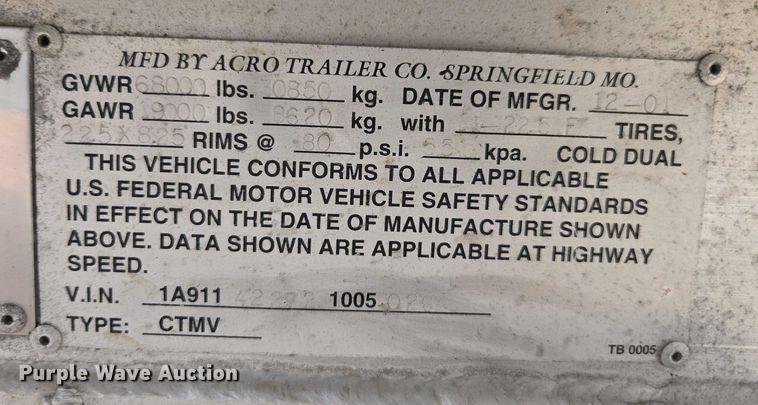 MFD BY ACRO TRAILER CO. - SPRINGFIELD MO.
GVWR 68000 lbs. 30850 kg. DATE OF MFGR. 12-01
GAWR 19000 lbs. 8620 kg. with TIRES,
22.5X8.25 RIMS @ 80 p.s.i. kpa. COLD DUAL
THIS VEHICLE CONFORMS TO ALL APPLICABLE
U.S. FEDERAL MOTOR VEHICLE SAFETY STANDARDS
IN EFFECT ON THE DATE OF MANUFACTURE SHOWN
ABOVE. DATA SHOWN ARE APPLICABLE AT HIGHWAY
SPEED.
V.I.N. 1A911 1005
TYPE: CTMV
TB 0005
Purple Wave Auction